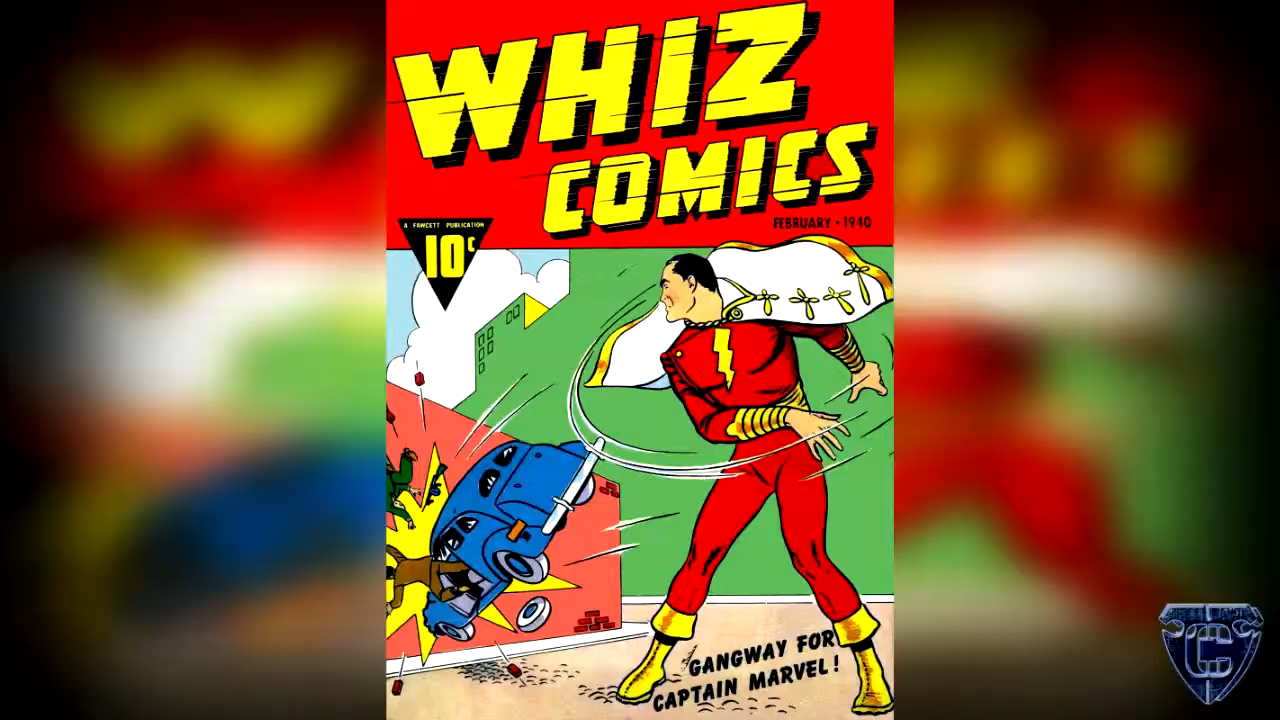 WHIZ
COMICS
FEBRUARY · 1940
A FAWCETT PUBLICATION
10¢
GANGWAY FOR
CAPTAIN MARVEL!